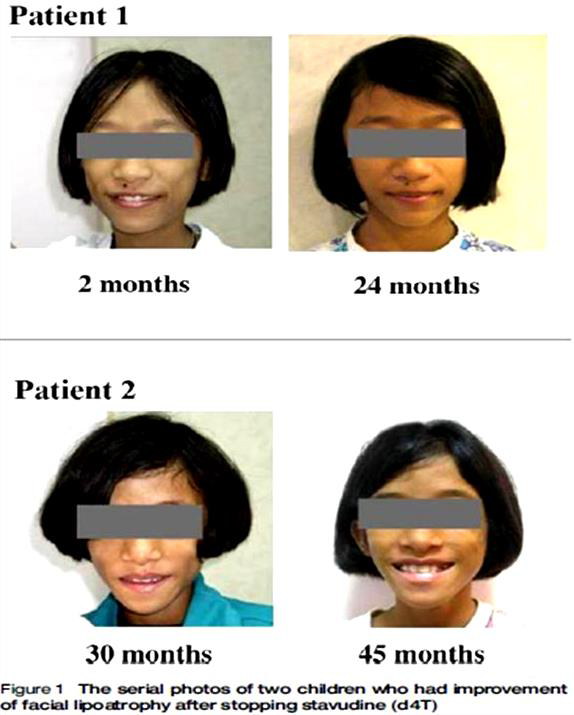 Patient 1
2 months
24 months
Patient 2
30 months
45 months
Figure 1 The serial photos of two children who had improvement
of facial lipoatrophy after stopping stavudine (d4T)